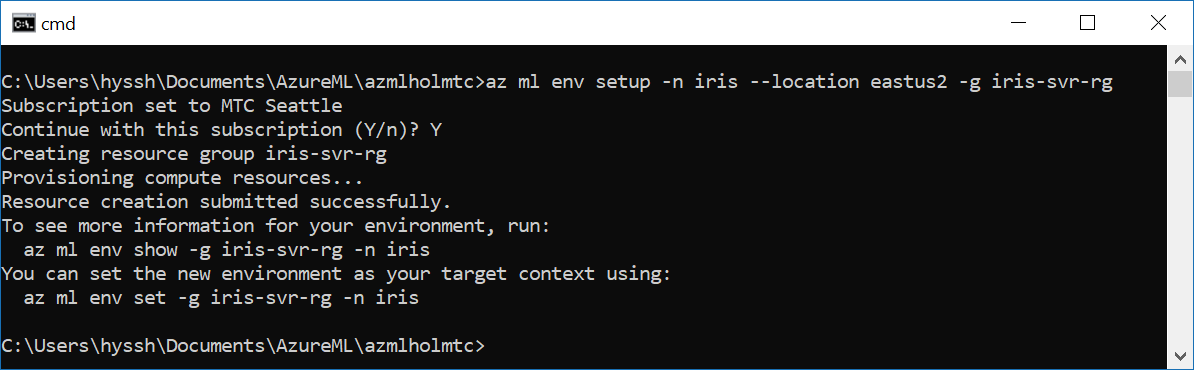 cmd
C:\Users\hyssh\Documents\AzureML\azmlholmtc>az ml env setup -n iris --location eastus2 -g iris-svr-rg
Subscription set to MTC Seattle
Continue with this subscription (Y/n)? Y
Creating resource group iris-svr-rg
Provisioning compute resources...
Resource creation submitted successfully.
To see more information for your environment, run:
  az ml env show -g iris-svr-rg -n iris
You can set the new environment as your target context using:
  az ml env set -g iris-svr-rg -n iris
C:\Users\hyssh\Documents\AzureML\azmlholmtc>